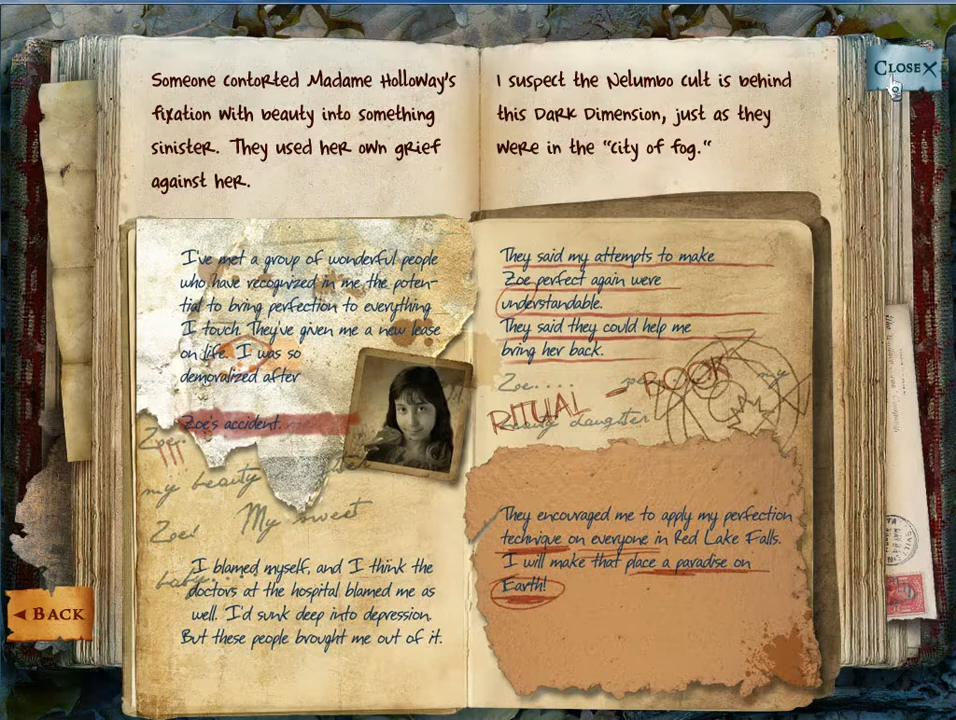 Someone contorted Madame Holloway's
fixation with beauty into something
sinister. They used her own grief
against her.
I've met a group of wonderful people
who have recognized in me the poten-
tial to bring perfection to everything
I touch. They've given me a new lease
on life. I was so
demoralized after
Zoe's accident.
Zoe...
my beauty
Zoe!
My sweet
baby...
I blamed myself, and I think the
doctors at the hospital blamed me as
well. I'd sunk deep into depression.
But these people brought me out of it.
I suspect the Nelumbo Cult is behind
this Dark Dimension, just as they
were in the "city of fog."
CLOSE X
They said my attempts to make
Zoe perfect again were
understandable.
They said they could help me
bring her back.
Zoe.... my
RITUAL - BOOK
daughter
They encouraged me to apply my perfection
technique on everyone in Red Lake Falls.
I will make that place a paradise on
Earth!
BACK